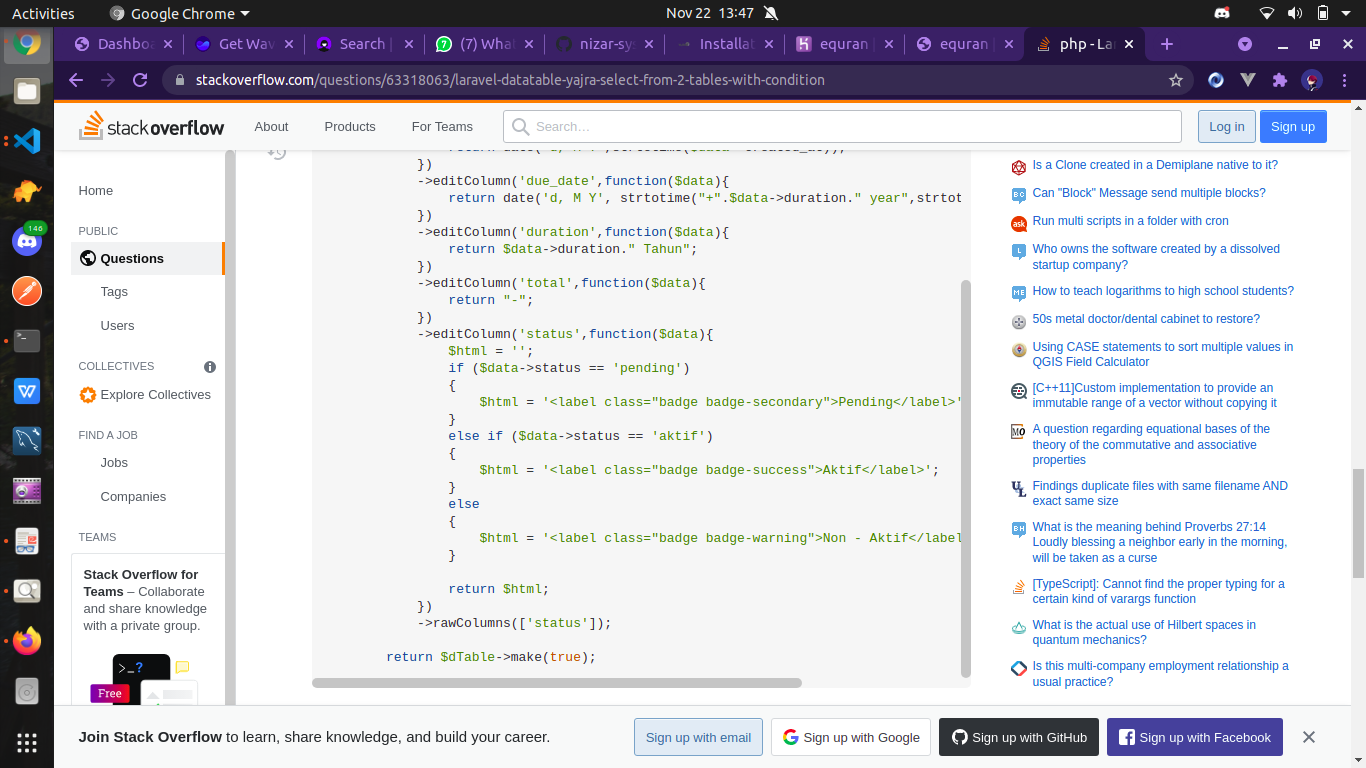 Activities
Google Chrome
Nov 22 13:47
Dashboa
Get Wav
Search |
(7) What
nizar-sys
Installat
equran |
equran |
php - Lar
stackoverflow.com/questions/63318063/laravel-datatable-yajra-select-from-2-tables-with-condition
stack overflow
About
Products
For Teams
Search…
Log in
Sign up
146
Home
PUBLIC
Questions
Tags
Users
COLLECTIVES
Explore Collectives
FIND A JOB
Jobs
Companies
TEAMS
Stack Overflow for
Teams – Collaborate
and share knowledge
with a private group.
>_?
Free
})
->editColumn('due_date',function($data){
return date('d, M Y', strtotime("+".$data->duration." year",strtot
})
->editColumn('duration',function($data){
return $data->duration." Tahun";
})
->editColumn('total',function($data){
return "-";
})
->editColumn('status',function($data){
$html = '';
if ($data->status == 'pending')
{
$html = '<label class="badge badge-secondary">Pending</label>'
}
else if ($data->status == 'aktif')
{
$html = '<label class="badge badge-success">Aktif</label>';
}
else
{
$html = '<label class="badge badge-warning">Non - Aktif</label
}
return $html;
})
->rawColumns(['status']);
return $dTable->make(true);
Is a Clone created in a Demiplane native to it?
Can "Block" Message send multiple blocks?
Run multi scripts in a folder with cron
Who owns the software created by a dissolved
startup company?
How to teach logarithms to high school students?
50s metal doctor/dental cabinet to restore?
Using CASE statements to sort multiple values in
QGIS Field Calculator
[C++11]Custom implementation to provide an
immutable range of a vector without copying it
A question regarding equational bases of the
theory of the commutative and associative
properties
Findings duplicate files with same filename AND
exact same size
What is the meaning behind Proverbs 27:14
Loudly blessing a neighbor early in the morning,
will be taken as a curse
[TypeScript]: Cannot find the proper typing for a
certain kind of varargs function
What is the actual use of Hilbert spaces in
quantum mechanics?
Is this multi-company employment relationship a
usual practice?
Join Stack Overflow to learn, share knowledge, and build your career.
Sign up with email
Sign up with Google
Sign up with GitHub
Sign up with Facebook